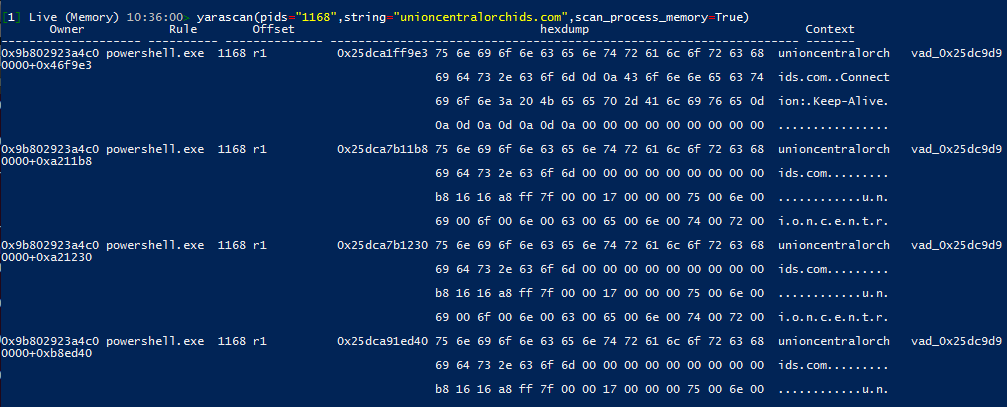 [1] Live (Memory) 10:36:00> yarascan(pids="1168",string="unioncentralorchids.com",scan_process_memory=True)
Owner Rule Offset hexdump Context
-------------- ---------- ---------- -------------- ---------------------------------------------------------------- -------
0x9b802923a4c0 powershell.exe 1168 r1 0x25dca1ff9e3 75 6e 69 6f 6e 63 65 6e 74 72 61 6c 6f 72 63 68 unioncentralorch vad_0x25dc9d9
0000+0x46f9e3
69 64 73 2e 63 6f 6d 0d 0a 43 6f 6e 6e 65 63 74 ids.com..Connect
69 6f 6e 3a 20 4b 65 65 70 2d 41 6c 69 76 65 0d ion:.Keep-Alive.
0a 0d 0a 0d 0a 0d 0a 00 00 00 00 00 00 00 00 00 ................
0x9b802923a4c0 powershell.exe 1168 r1 0x25dca7b11b8 75 6e 69 6f 6e 63 65 6e 74 72 61 6c 6f 72 63 68 unioncentralorch vad_0x25dc9d9
0000+0xa211b8
69 64 73 2e 63 6f 6d 00 00 00 00 00 00 00 00 00 ids.com.........
b8 16 16 a8 ff 7f 00 00 17 00 00 00 75 00 6e 00 ............u.n.
69 00 6f 00 6e 00 63 00 65 00 6e 00 74 00 72 00 i.o.n.c.e.n.t.r.
0x9b802923a4c0 powershell.exe 1168 r1 0x25dca7b1230 75 6e 69 6f 6e 63 65 6e 74 72 61 6c 6f 72 63 68 unioncentralorch vad_0x25dc9d9
0000+0xa21230
69 64 73 2e 63 6f 6d 00 00 00 00 00 00 00 00 00 ids.com.........
b8 16 16 a8 ff 7f 00 00 17 00 00 00 75 00 6e 00 ............u.n.
69 00 6f 00 6e 00 63 00 65 00 6e 00 74 00 72 00 i.o.n.c.e.n.t.r.
0x9b802923a4c0 powershell.exe 1168 r1 0x25dca91ed40 75 6e 69 6f 6e 63 65 6e 74 72 61 6c 6f 72 63 68 unioncentralorch vad_0x25dc9d9
0000+0xb8ed40
69 64 73 2e 63 6f 6d 00 00 00 00 00 00 00 00 00 ids.com.........
b8 16 16 a8 ff 7f 00 00 17 00 00 00 75 00 6e 00 ............u.n.